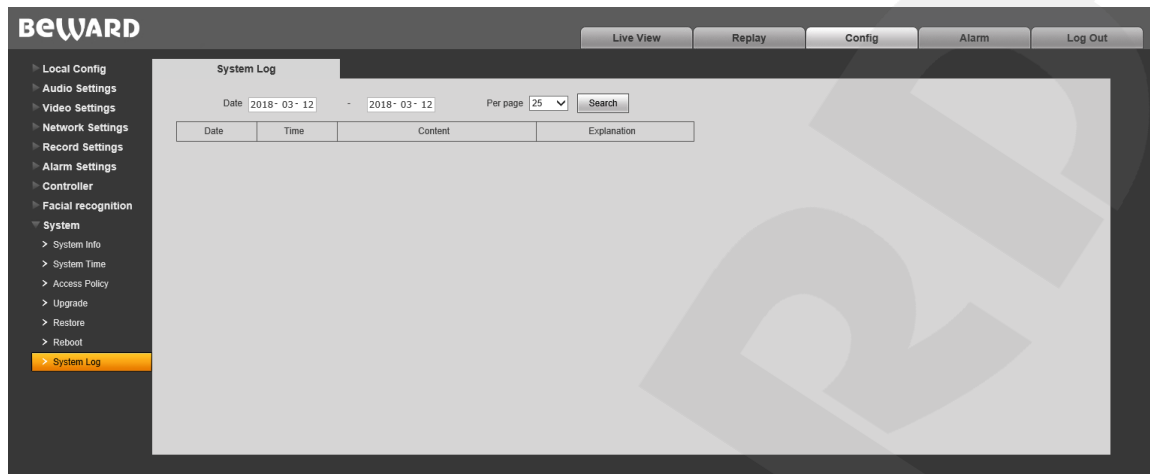 BEWARD
Live View Replay Config Alarm Log Out
Local Config
Audio Settings
Video Settings
Network Settings
Record Settings
Alarm Settings
Controller
Facial recognition
System
> System Info
> System Time
> Access Policy
> Upgrade
> Restore
> Reboot
> System Log
System Log
Date 2018- 03- 12 - 2018- 03- 12 Per page 25 Search
Date Time Content Explanation